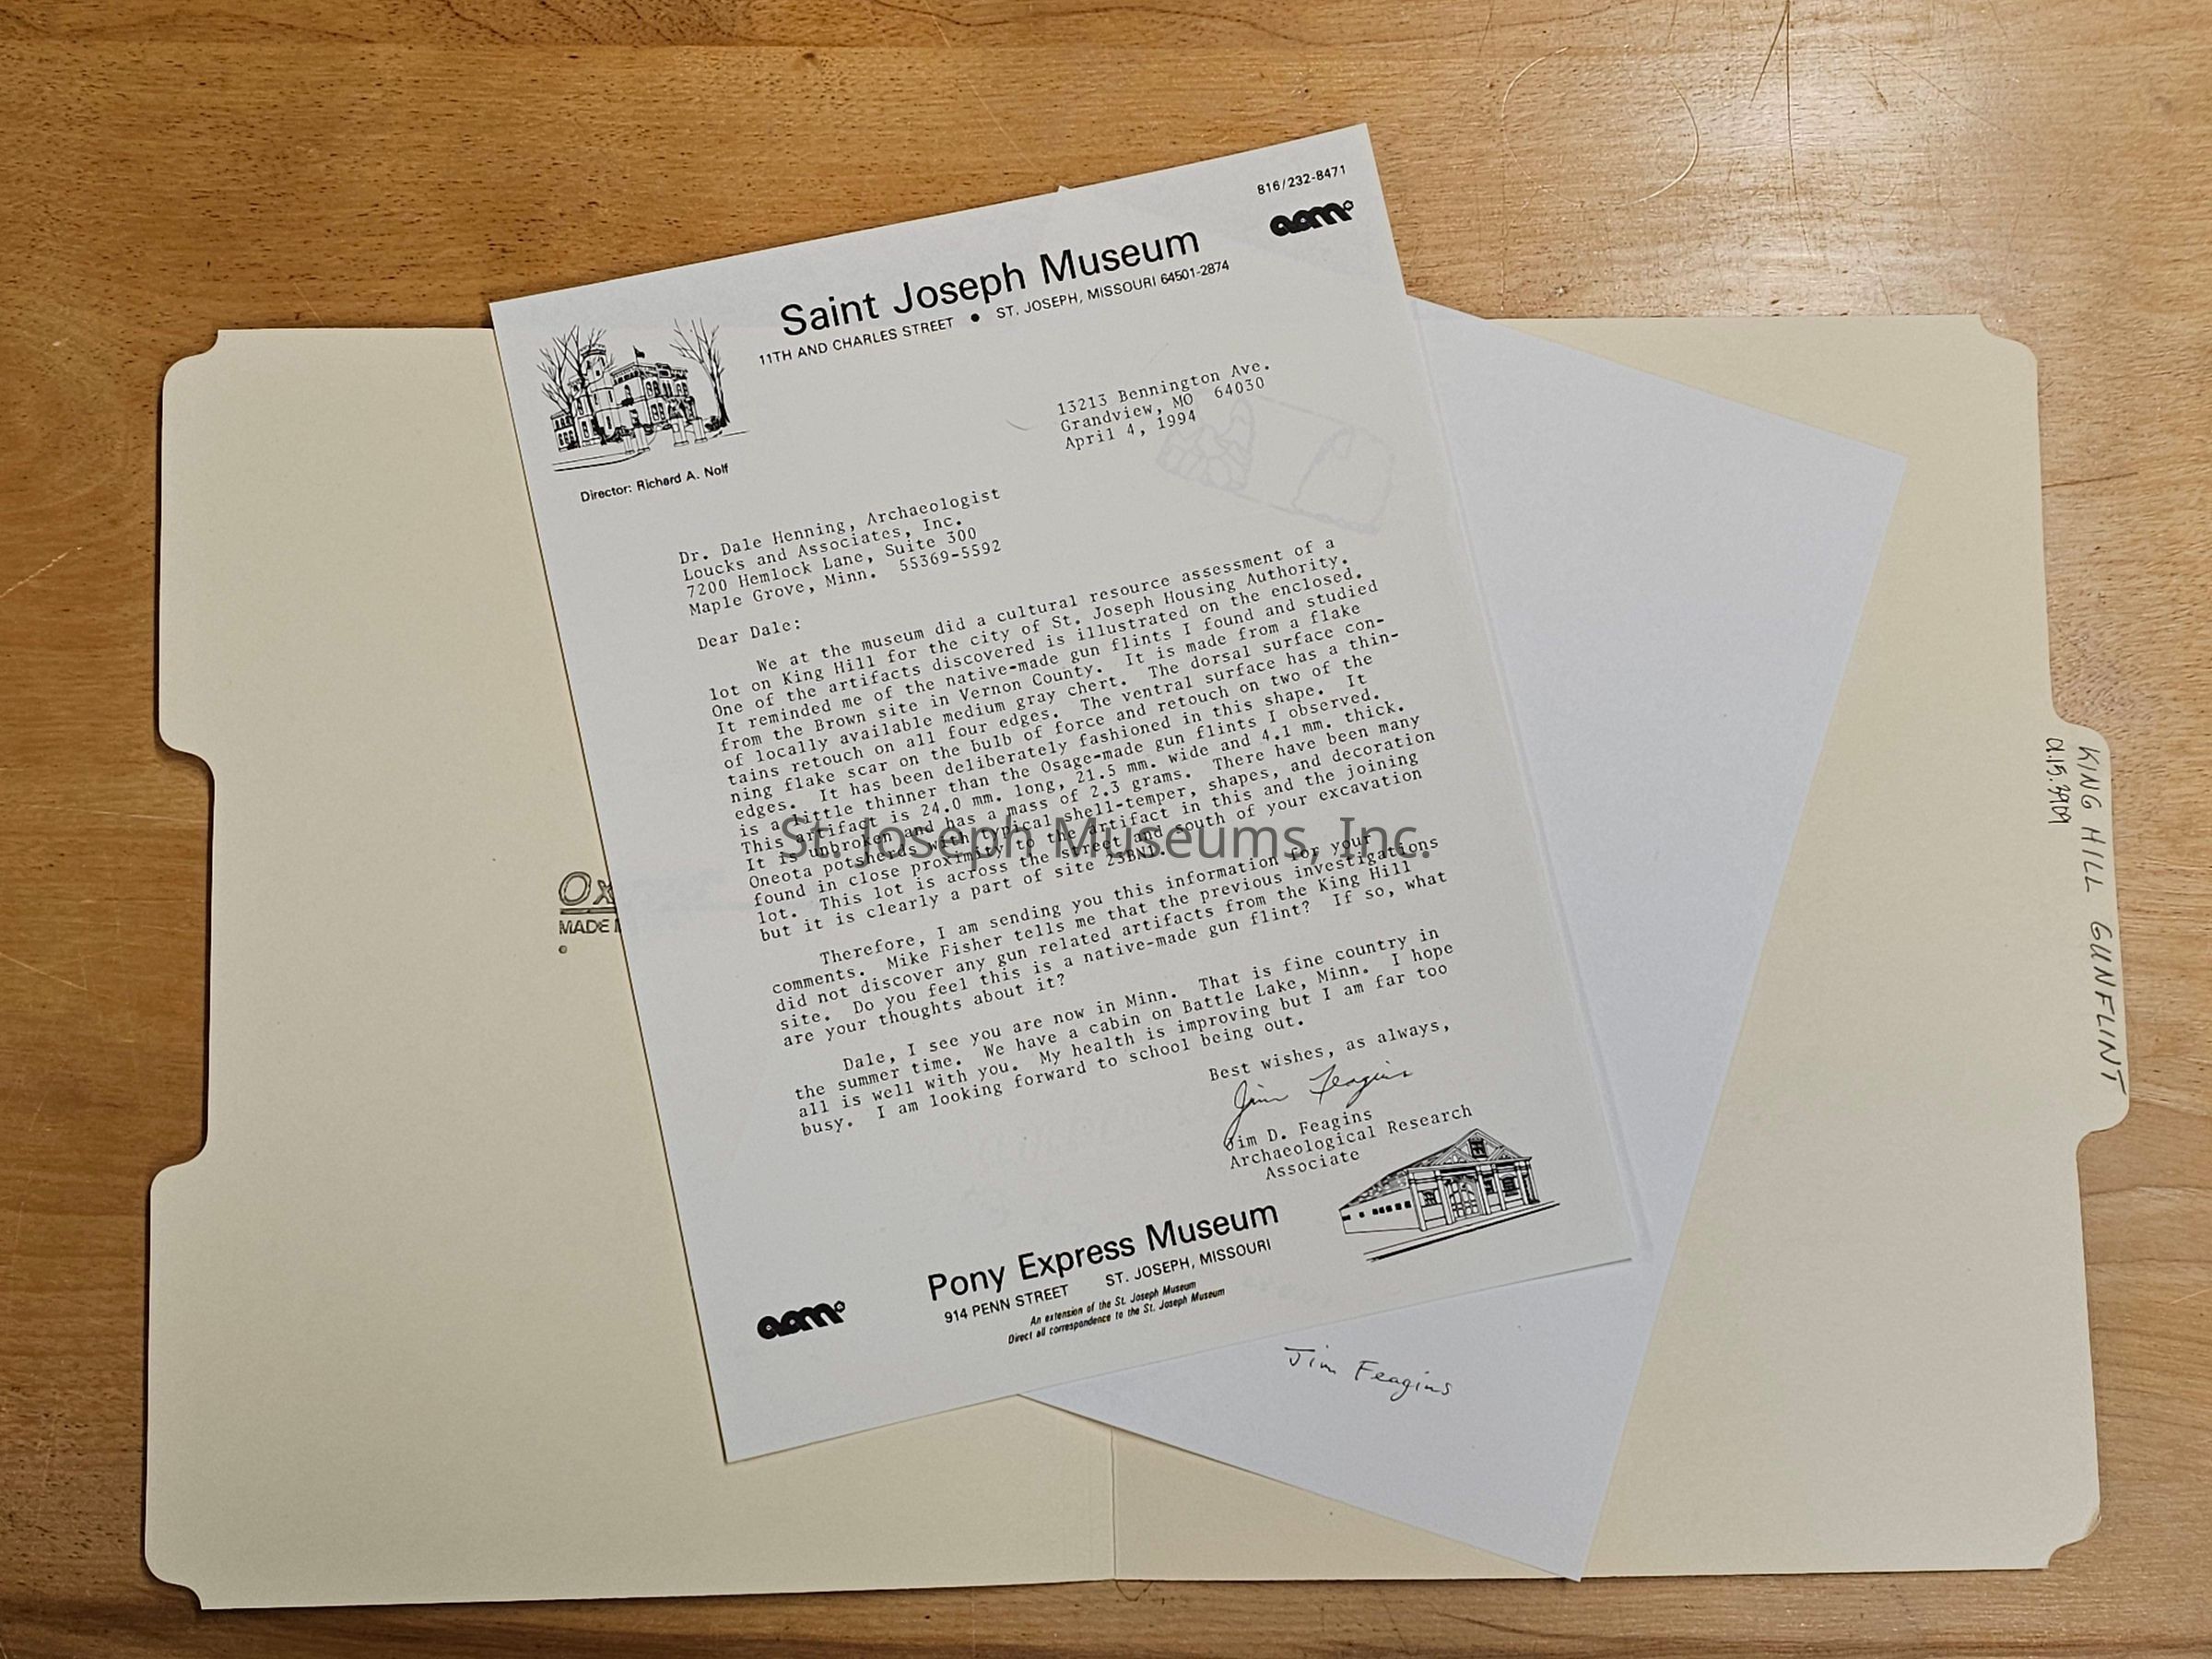 816/232-8471
Saint Joseph Museum
11TH AND CHARLES STREET • ST. JOSEPH, MISSOURI 64501-2874
Director: Richard A. Nolf
13213 Bennington Ave.
Grandview, MO 64030
April 4, 1994
Dr. Dale Henning, Archaeologist
Loucks and Associates, Inc.
7200 Hemlock Lane, Suite 300
Maple Grove, Minn. 55369-5592
Dear Dale:
We at the museum did a cultural resource assessment of a
lot on King Hill for the city of St. Joseph Housing Authority.
One of the artifacts discovered is illustrated on the enclosed.
It reminded me of the native-made gun flints I found and studied
from the Brown site in Vernon County. It is made from a flake
of locally available medium gray chert. The dorsal surface con-
tains retouch on all four edges. The ventral surface has a thin-
ning flake scar on the bulb of force and retouch on two of the
edges. It has been deliberately fashioned in this shape. It
is a little thinner than the Osage-made gun flints I observed.
This artifact is 24.0 mm. long, 21.5 mm. wide and 4.1 mm. thick.
It is unbroken and has a mass of 2.3 grams. There have been many
Oneota potsherds with typical shell-temper, shapes, and decoration
found in close proximity to the artifact in this and the joining
lot. This lot is across the street and south of your excavation
but it is clearly a part of site 23BN1.
Therefore, I am sending you this information for your
comments. Mike Fisher tells me that the previous investigations
did not discover any gun related artifacts from the King Hill
site. Do you feel this is a native-made gun flint? If so, what
are your thoughts about it?
Dale, I see you are now in Minn. That is fine country in
the summer time. We have a cabin on Battle Lake, Minn. I hope
all is well with you. My health is improving but I am far too
busy. I am looking forward to school being out.
Best wishes, as always,
Jim Feagins
Jim D. Feagins
Archaeological Research
Associate
Pony Express Museum
914 PENN STREET ST. JOSEPH, MISSOURI
An extension of the St. Joseph Museum
Direct all correspondence to the St. Joseph Museum
Jim Feagins
KING HILL GUNFLINT
St. Joseph Museums, Inc.
MADE